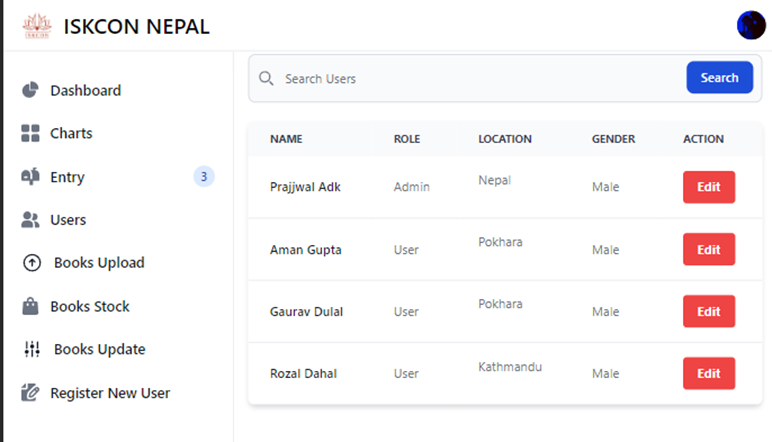 ISKCON NEPAL
Dashboard
Charts
Entry 3
Users
Books Upload
Books Stock
Books Update
Register New User
Search Users Search
NAME ROLE LOCATION GENDER ACTION
Prajjwal Adk Admin Nepal Male Edit
Aman Gupta User Pokhara Male Edit
Gaurav Dulal User Pokhara Male Edit
Rozal Dahal User Kathmandu Male Edit